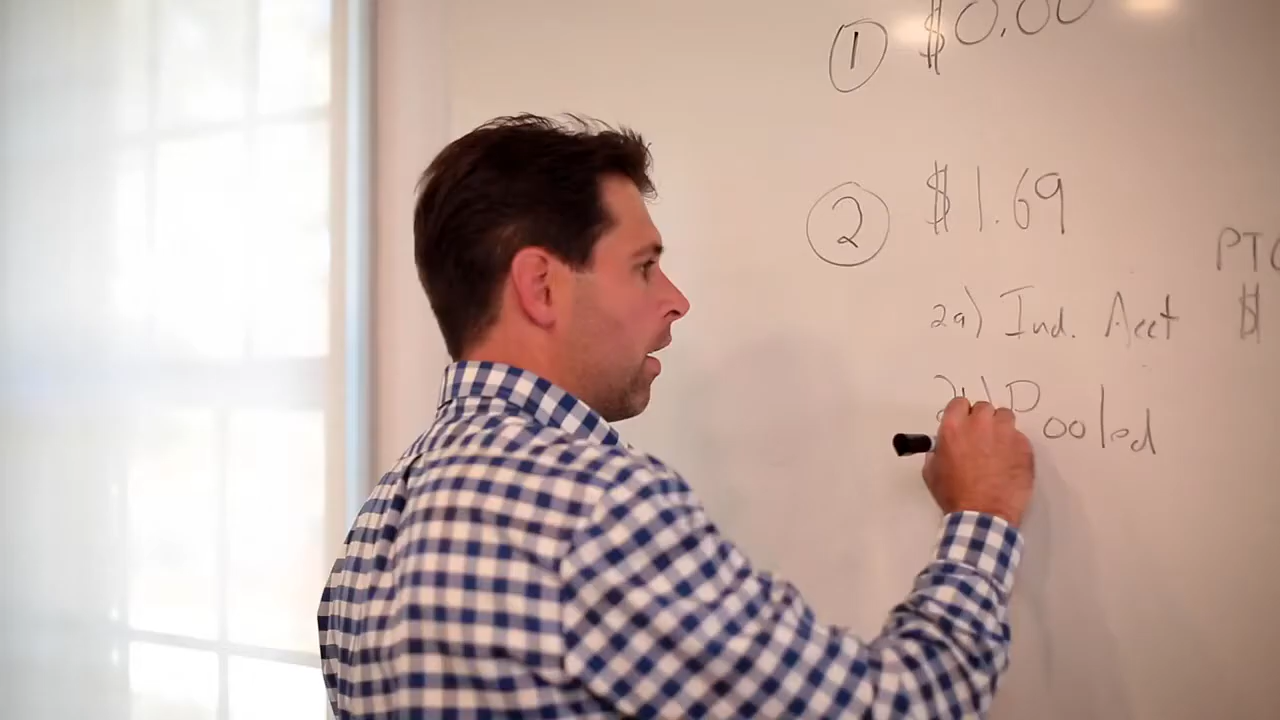 1 $0.00
2 $1.69
PTO
2a) Ind. Acct $
2b) Pooled